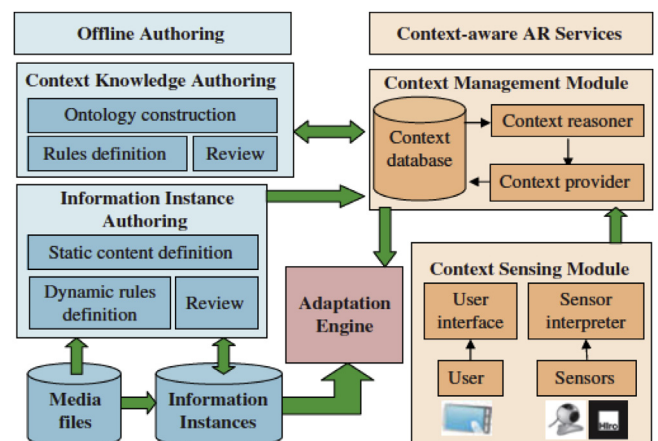 Offline Authoring
Context-aware AR Services
Context Knowledge Authoring
Ontology construction
Rules definition
Review
Context Management Module
Context
database
Context reasoner
Context provider
Information Instance
Authoring
Static content definition
Dynamic rules
definition
Review
Adaptation
Engine
Context Sensing Module
User
interface
Sensor
interpreter
User
Sensors
Media
files
Information
Instances
Hiro